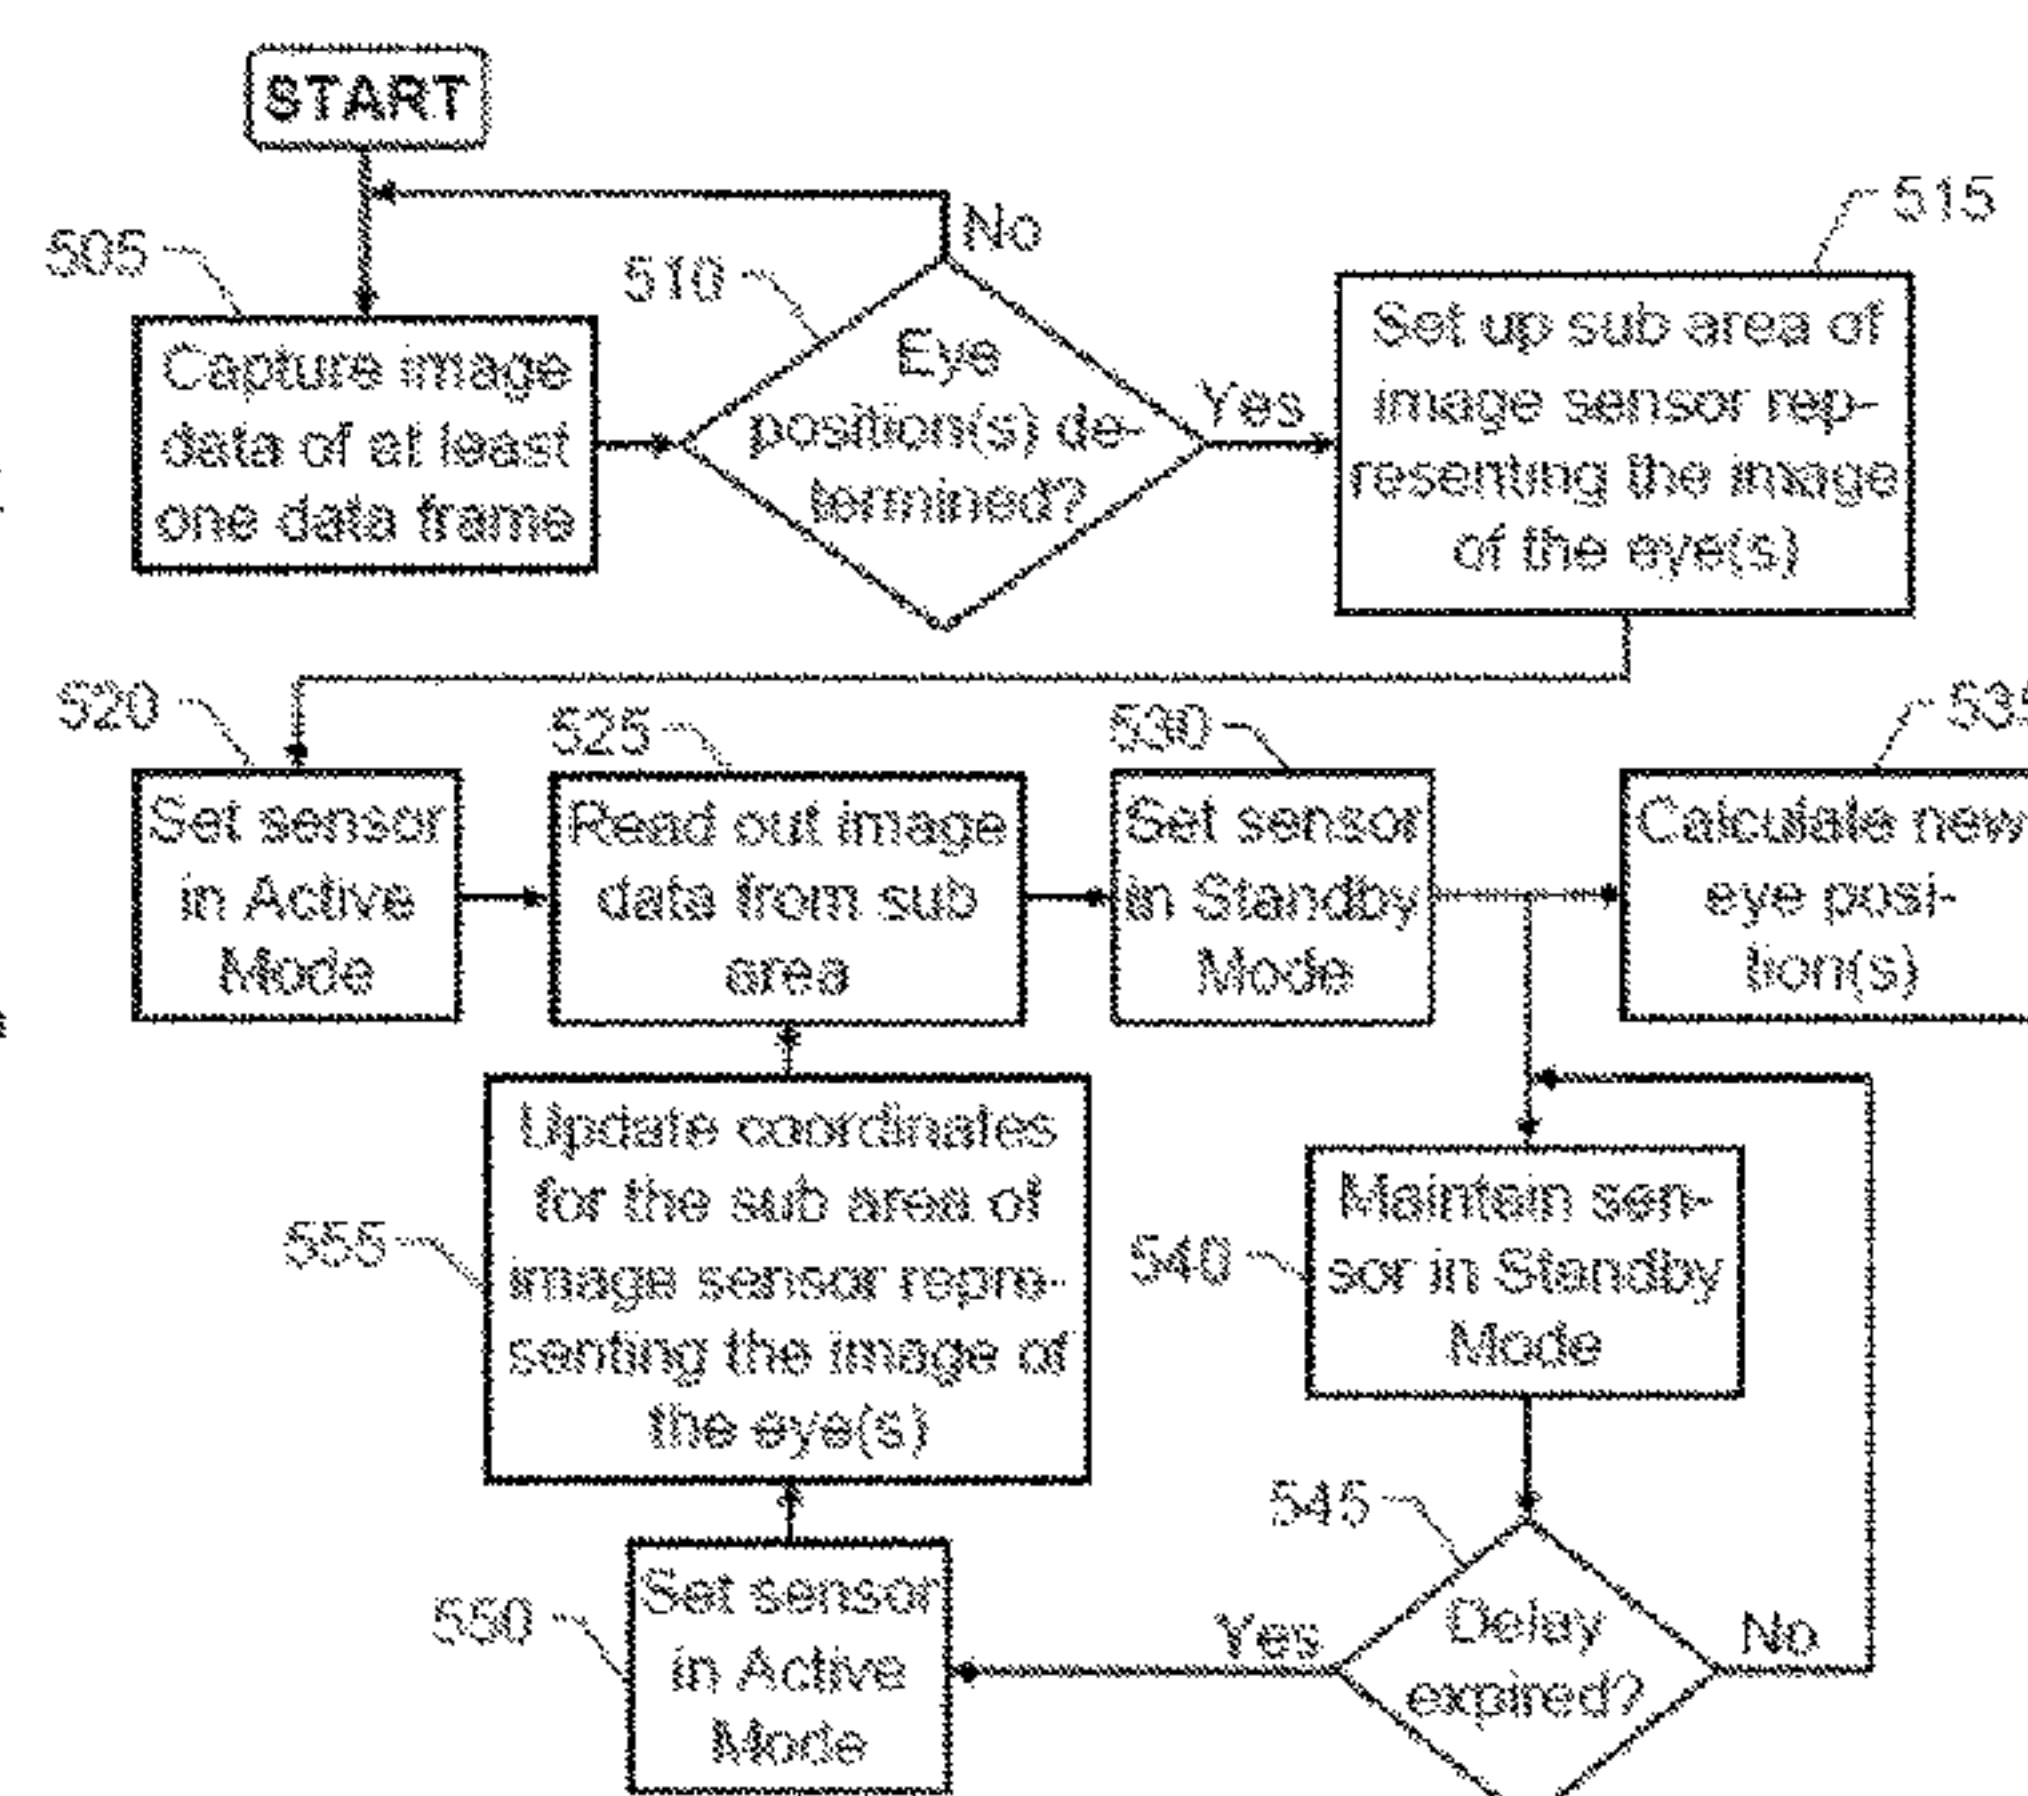 START
No
515
505
510
Capture image
data of at least
one data frame
Eye
position(s) de-
termined?
Yes
Set up sub area of
image sensor rep-
resenting the image
of the eye(s)
520
525
530
Set sensor
in Active
Mode
Read out image
data from sub
area
Set sensor
in Standby
Mode
Calculate new
eye posi-
tion(s)
Update coordinates
for the sub area of
image sensor repre-
senting the image of
the eye(s)
555
540
Maintain sen-
sor in Standby
Mode
545
550
Set sensor
in Active
Mode
Yes
Delay
expired?
No